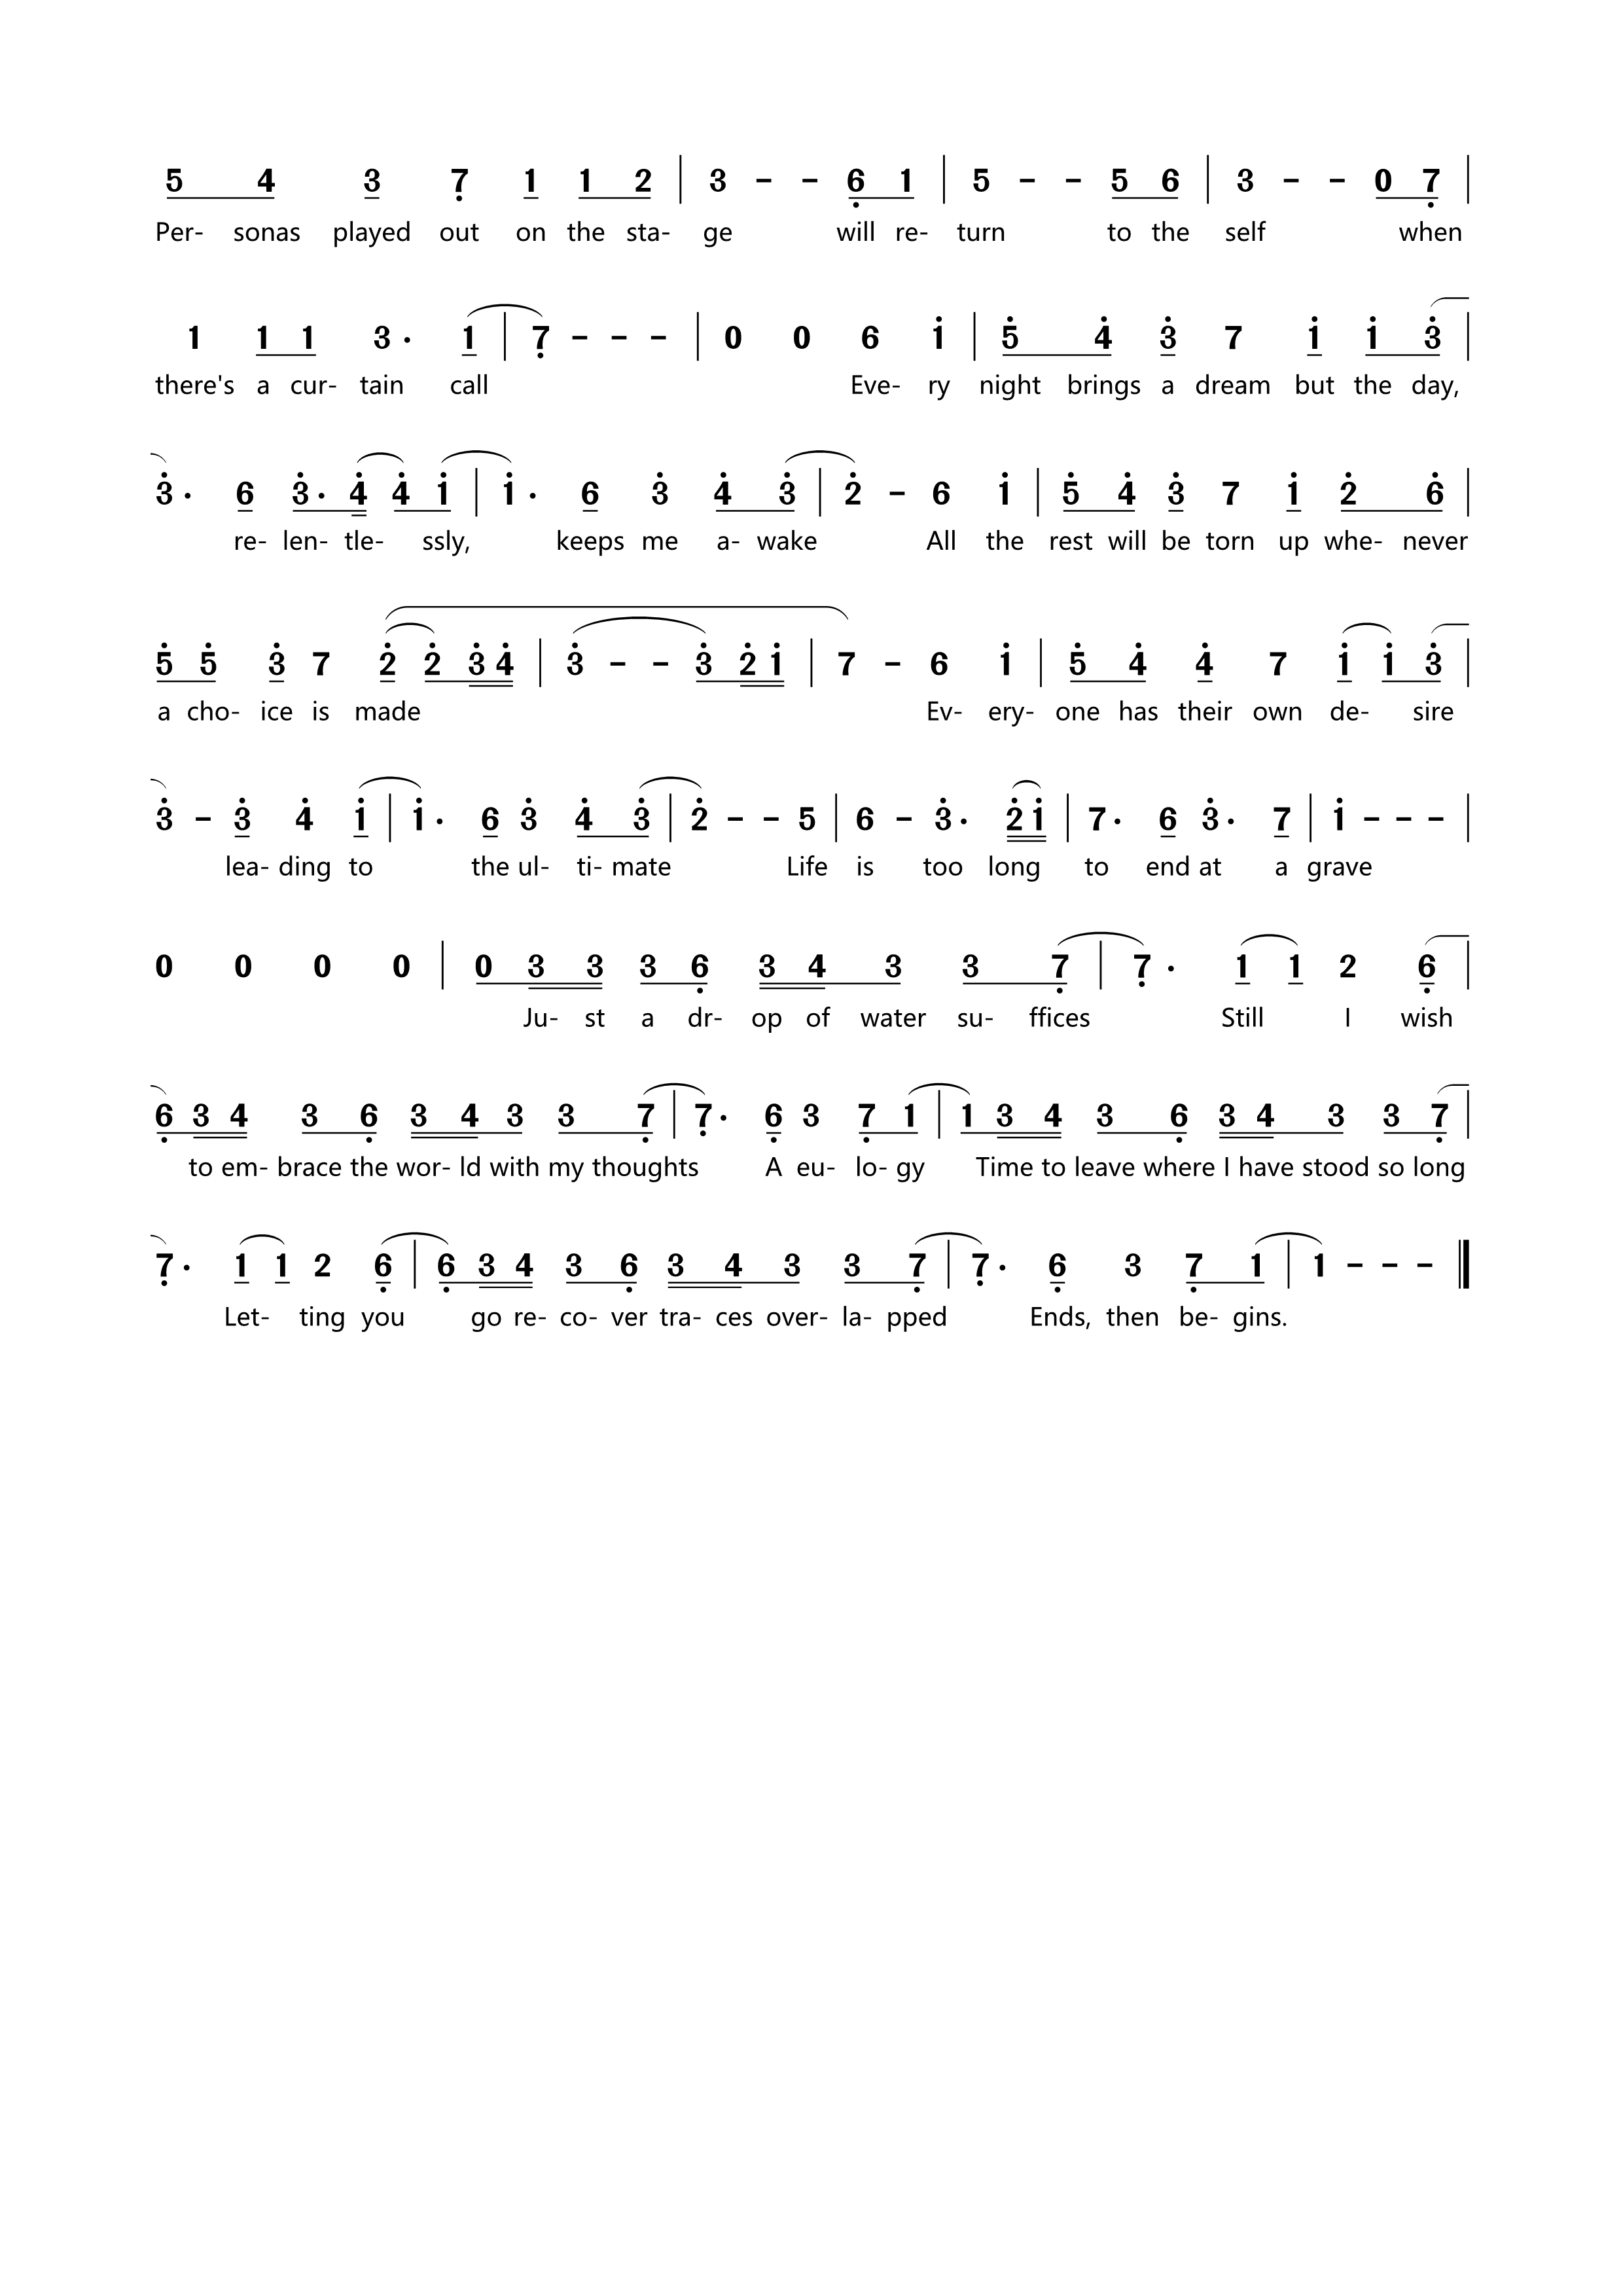 5 4 3 7̣ 1 1 2 | 3 – – 6̣ 1 | 5 – – 5 6 | 3 – – 0 7̣ |
Per- sonas played out on the sta- ge will re- turn to the self when
1 1 1 3· 1 | 7̣ – – – | 0 0 6 1̇ | 5̇ 4̇ 3̇ 7 1̇ 1̇ 3̇ |
there's a cur- tain call Eve- ry night brings a dream but the day,
3̇· 6 3̇· 4̇ 4̇ 1̇ | 1̇· 6 3̇ 4̇ 3̇ | 2̇ – 6 1̇ | 5̇ 4̇ 3̇ 7 1̇ 2̇ 6̇ |
re- len- tle- ssly, keeps me a- wake All the rest will be torn up whe- never
5̇ 5̇ 3̇ 7 2̇ 2̇ 3̇ 4̇ | 3̇ – – 3̇ 2̇ 1̇ | 7 – 6 1̇ | 5̇ 4̇ 4̇ 7 1̇ 1̇ 3̇ |
a cho- ice is made Ev- ery- one has their own de- sire
3̇ – 3̇ 4̇ 1̇ | 1̇· 6 3̇ 4̇ 3̇ | 2̇ – – 5 | 6 – 3̇· 2̇ 1̇ | 7· 6 3̇· 7 | 1̇ – – – |
lea- ding to the ul- ti- mate Life is too long to end at a grave
0 0 0 0 | 0 3 3 3 6̣ 3 4 3 3 7̣ | 7̣· 1 1 2 6̣ |
Ju- st a dr- op of water su- ffices Still I wish
6̣ 3 4 3 6̣ 3 4 3 3 7̣ | 7̣· 6̣ 3 7̣ 1 | 1 3 4 3 6̣ 3 4 3 3 7̣ |
to em- brace the wor- ld with my thoughts A eu- lo- gy Time to leave where I have stood so long
7̣· 1 1 2 6̣ | 6̣ 3 4 3 6̣ 3 4 3 3 7̣ | 7̣· 6̣ 3 7̣ 1 | 1 – – – ‖
Let- ting you go re- co- ver tra- ces over- la- pped Ends, then be- gins.